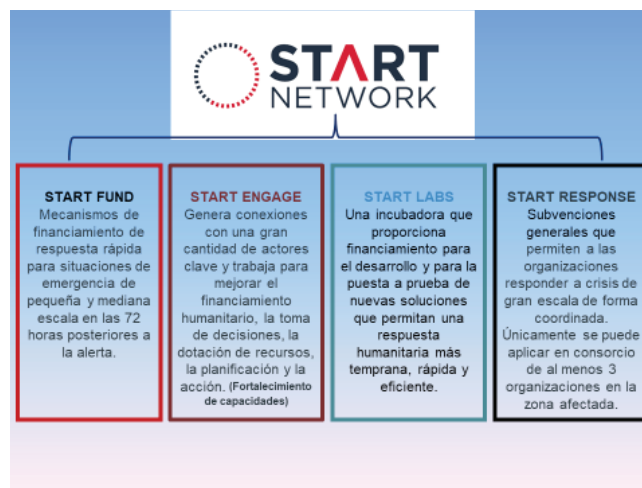 START
NETWORK
START FUND
Mecanismos de
financiamiento de
respuesta rápida
para situaciones de
emergencia de
pequeña y mediana
escala en las 72
horas posteriores a
la alerta.
START ENGAGE
Genera conexiones
con una gran
cantidad de actores
clave y trabaja para
mejorar el
financiamiento
humanitario, la toma
de decisiones, la
dotación de recursos,
la planificación y la
acción. (Fortalecimiento
de capacidades)
START LABS
Una incubadora que
proporciona
financiamiento para
el desarrollo y para la
puesta a prueba de
nuevas soluciones
que permitan una
respuesta
humanitaria más
temprana, rápida y
eficiente.
START RESPONSE
Subvenciones
generales que
permiten a las
organizaciones
responder a crisis de
gran escala de forma
coordinada.
Únicamente se puede
aplicar en consorcio
de al menos 3
organizaciones en la
zona afectada.